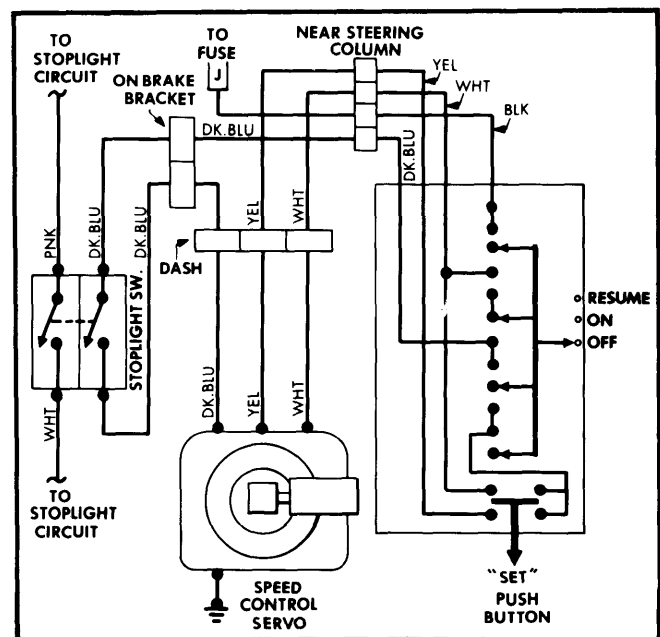 TO
STOPLIGHT
CIRCUIT
TO
FUSE
J
NEAR STEERING
COLUMN
ON BRAKE
BRACKET
YEL
WHT
BLK
DK.BLU
DK.BLU
PNK
DK.BLU
DK.BLU
YEL
WHT
DASH
STOPLIGHT SW.
RESUME
ON
OFF
WHT
DK.BLU
YEL
WHT
TO
STOPLIGHT
CIRCUIT
SPEED
CONTROL
SERVO
"SET"
PUSH
BUTTON